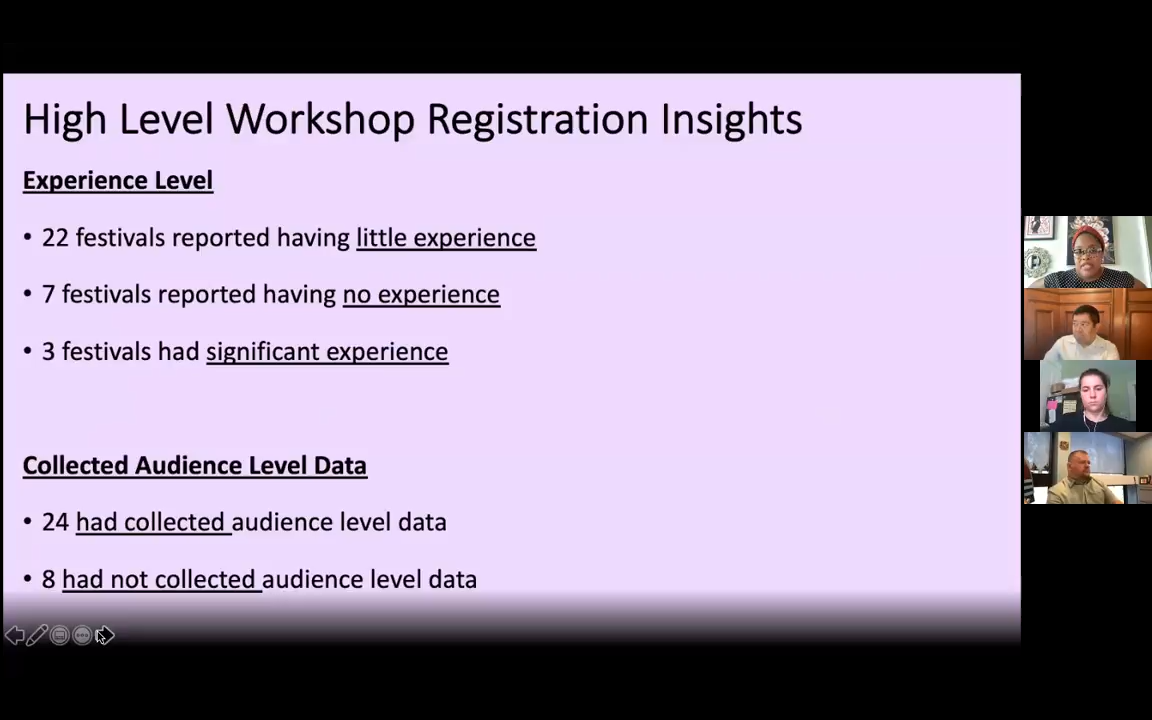 High Level Workshop Registration Insights
Experience Level
• 22 festivals reported having little experience
• 7 festivals reported having no experience
• 3 festivals had significant experience
Collected Audience Level Data
• 24 had collected audience level data
• 8 had not collected audience level data